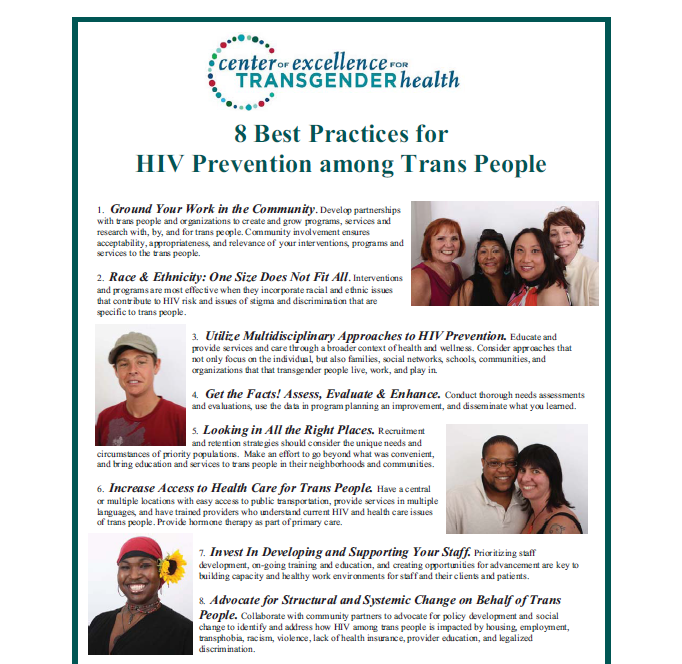 center OF excellence FOR
TRANSGENDER health
8 Best Practices for
HIV Prevention among Trans People
1. Ground Your Work in the Community. Develop partnerships
with trans people and organizations to create and grow programs, services and
research with, by, and for trans people. Community involvement ensures
acceptability, appropriateness, and relevance of your interventions, programs and
services to the trans people.
2. Race & Ethnicity: One Size Does Not Fit All. Interventions
and programs are most effective when they incorporate racial and ethnic issues
that contribute to HIV risk and issues of stigma and discrimination that are
specific to trans people.
3. Utilize Multidisciplinary Approaches to HIV Prevention. Educate and
provide services and care through a broader context of health and wellness. Consider approaches that
not only focus on the individual, but also families, social networks, schools, communities, and
organizations that that transgender people live, work, and play in.
4. Get the Facts! Assess, Evaluate & Enhance. Conduct thorough needs assessments
and evaluations, use the data in program planning an improvement, and disseminate what you learned.
5. Looking in All the Right Places. Recruitment
and retention strategies should consider the unique needs and
circumstances of priority populations. Make an effort to go beyond what was convenient,
and bring education and services to trans people in their neighborhoods and communities.
6. Increase Access to Health Care for Trans People. Have a central
or multiple locations with easy access to public transportation, provide services in multiple
languages, and have trained providers who understand current HIV and health care issues
of trans people. Provide hormone therapy as part of primary care.
7. Invest In Developing and Supporting Your Staff. Prioritizing staff
development, on-going training and education, and creating opportunities for advancement are key to
building capacity and healthy work environments for staff and their clients and patients.
8. Advocate for Structural and Systemic Change on Behalf of Trans
People. Collaborate with community partners to advocate for policy development and social
change to identify and address how HIV among trans people is impacted by housing, employment,
transphobia, racism, violence, lack of health insurance, provider education, and legalized
discrimination.